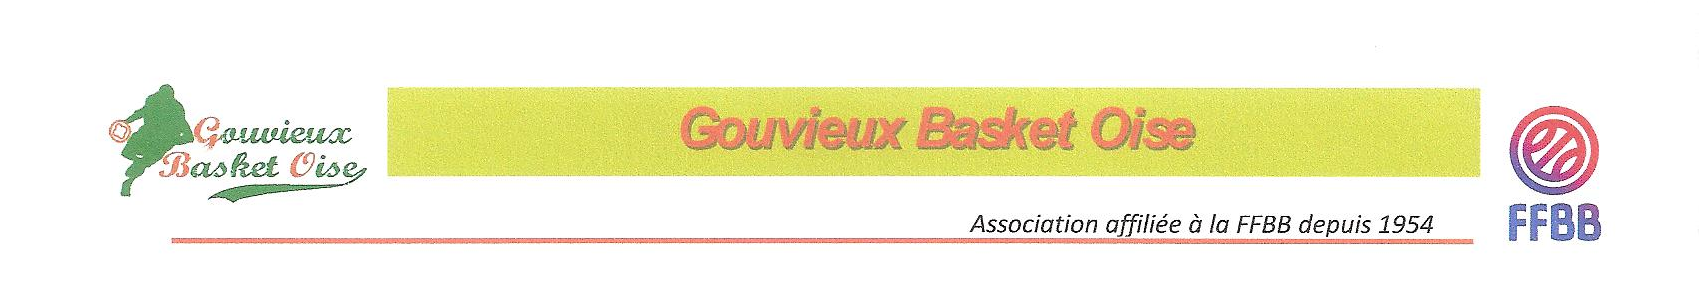 Gouvieux
Basket Oise
Gouvieux Basket Oise
Association affiliée à la FFBB depuis 1954
FFBB